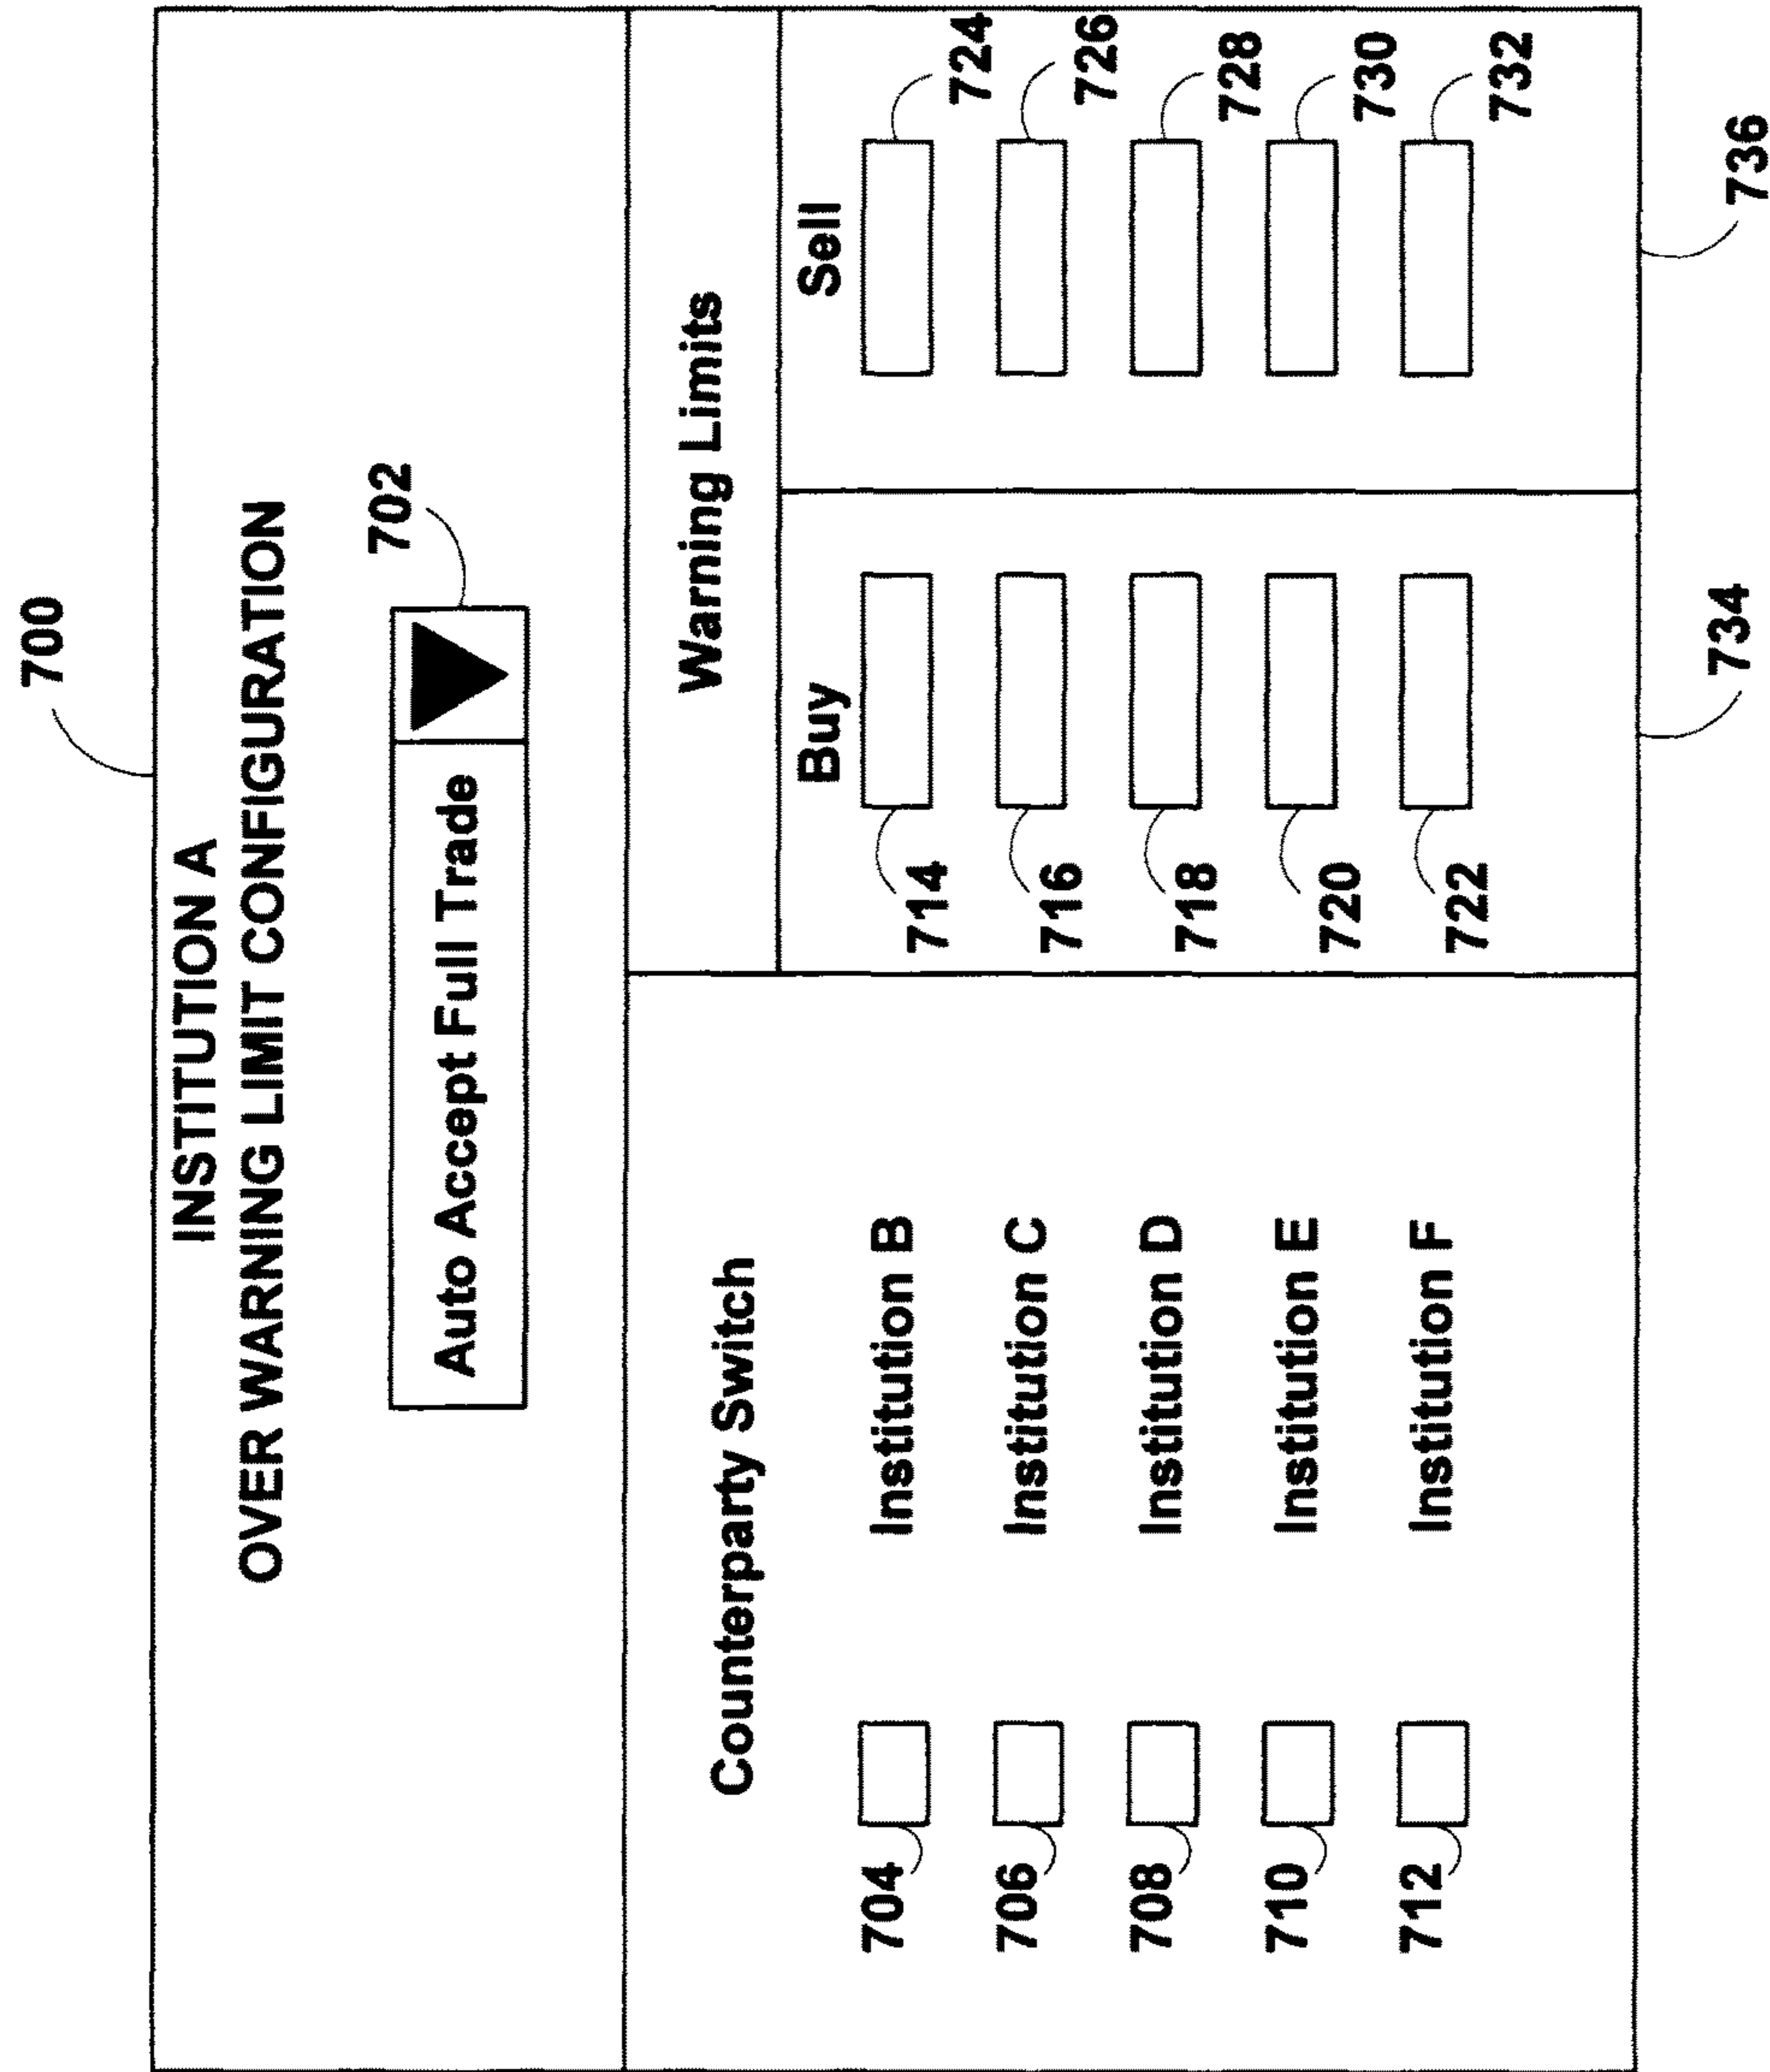 700
INSTITUTION A
OVER WARNING LIMIT CONFIGURATION
702
Auto Accept Full Trade
Counterparty Switch
Warning Limits
Buy
Sell
704 Institution B 714 724
706 Institution C 716 726
708 Institution D 718 728
710 Institution E 720 730
712 Institution F 722 732
734
736